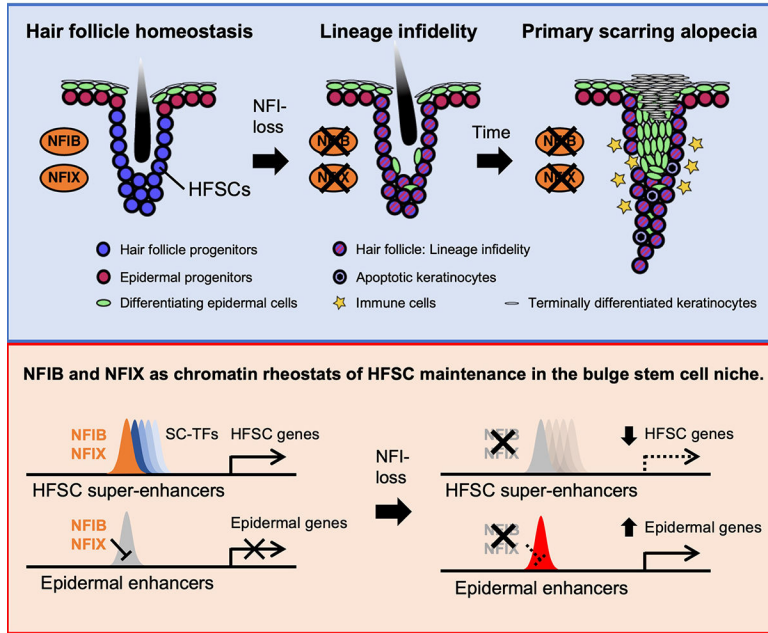 Hair follicle homeostasis
Lineage infidelity
Primary scarring alopecia
NFI-
loss
Time
NFIB
NFIX
NFIB
NFIX
NFIB
NFIX
HFSCs
Hair follicle progenitors
Hair follicle: Lineage infidelity
Epidermal progenitors
Apoptotic keratinocytes
Differentiating epidermal cells
Immune cells
Terminally differentiated keratinocytes
NFIB and NFIX as chromatin rheostats of HFSC maintenance in the bulge stem cell niche.
NFIB
NFIX
SC-TFs
HFSC genes
HFSC super-enhancers
NFIB
NFIX
Epidermal genes
Epidermal enhancers
NFI-
loss
NFIB
NFIX
HFSC genes
HFSC super-enhancers
NFIB
NFIX
Epidermal genes
Epidermal enhancers